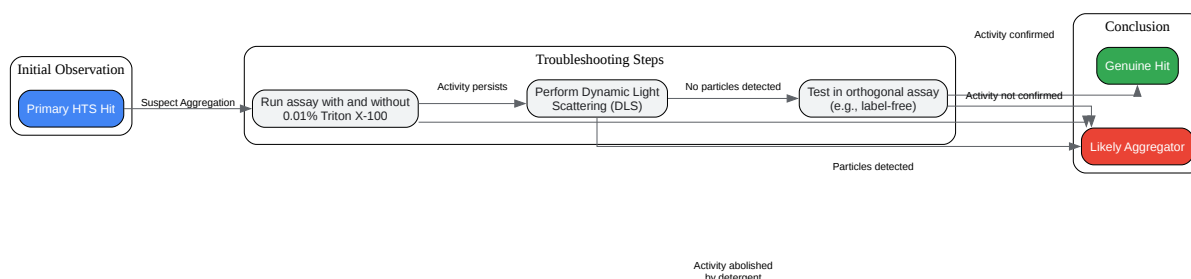 Initial Observation
Primary HTS Hit
Suspect Aggregation
Troubleshooting Steps
Run assay with and without
0.01% Triton X-100
Activity persists
Perform Dynamic Light
Scattering (DLS)
No particles detected
Test in orthogonal assay
(e.g., label-free)
Activity confirmed
Activity not confirmed
Particles detected
Activity abolished
by detergent
Conclusion
Genuine Hit
Likely Aggregator